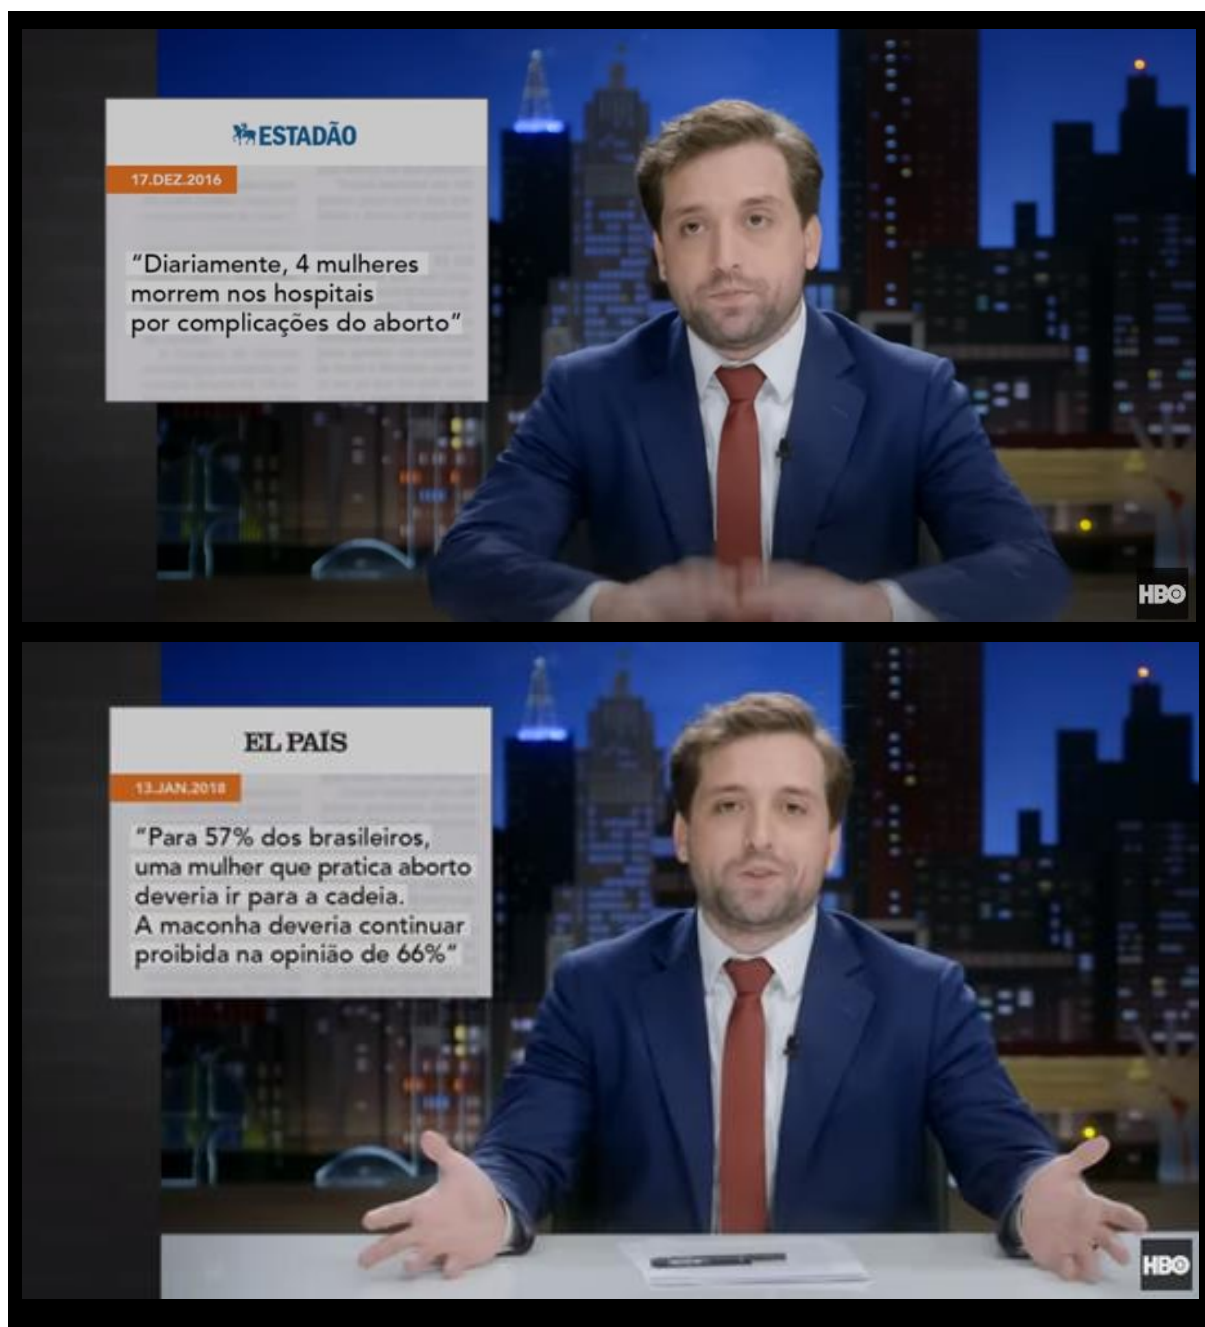 ESTADÃO
17.DEZ.2016
“Diariamente, 4 mulheres
morrem nos hospitais
por complicações do aborto”
HBO
EL PAÍS
13.JAN.2018
“Para 57% dos brasileiros,
uma mulher que pratica aborto
deveria ir para a cadeia.
A maconha deveria continuar
proibida na opinião de 66%”
HBO